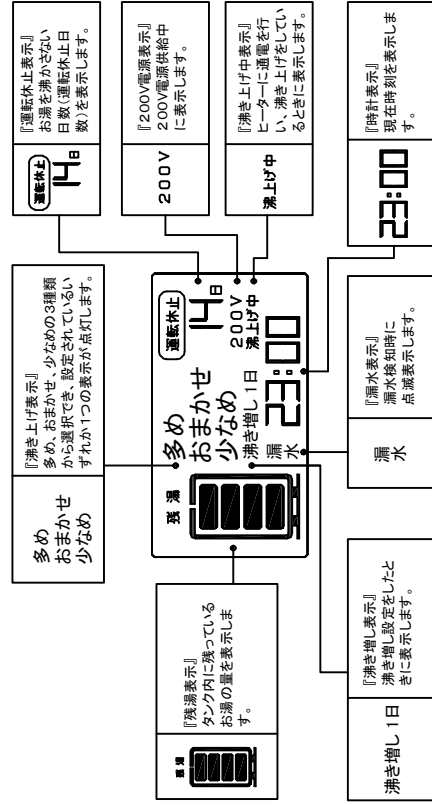 残湯
『残湯表示』
タンク内に残っている
お湯の量を表示しま
す。
多め
おまかせ
少なめ
『沸き上げ表示』
多め、おまかせ、少なめの3種類
から選択でき、設定されているい
ずれか1つの表示が点灯します。
運転休止
14日
『運転休止表示』
お湯を沸かさない
日数（運転休止日
数）を表示します。
200V
『200V電源表示』
200V電源供給中
に表示します。
沸上げ中
『沸き上げ中表示』
ヒーターに通電を行
い、沸き上げをしてい
るときに表示します。
残湯
多め
おまかせ
少なめ
沸き増し1日
漏水
運転休止
14日
200V
沸上げ中
23:00
沸き増し1日
『沸き増し表示』
沸き増し設定をしたと
きに表示します。
漏水
『漏水表示』
漏水検知時に
点滅表示します。
23:00
『時計表示』
現在時刻を表示しま
す。